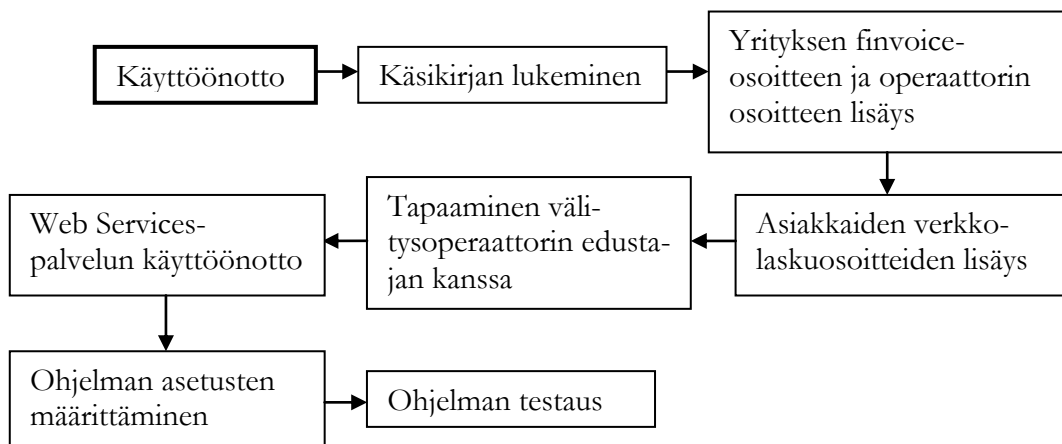 Käyttöönotto
Käsikirjan lukeminen
Yrityksen finvoice-
osoitteen ja operaattorin
osoitteen lisäys
Asiakkaiden verkko-
laskuosoitteiden lisäys
Tapaaminen väli-
tysoperaattorin edusta-
jan kanssa
Web Services-
palvelun käyttöönotto
Ohjelman asetusten
määrittäminen
Ohjelman testaus